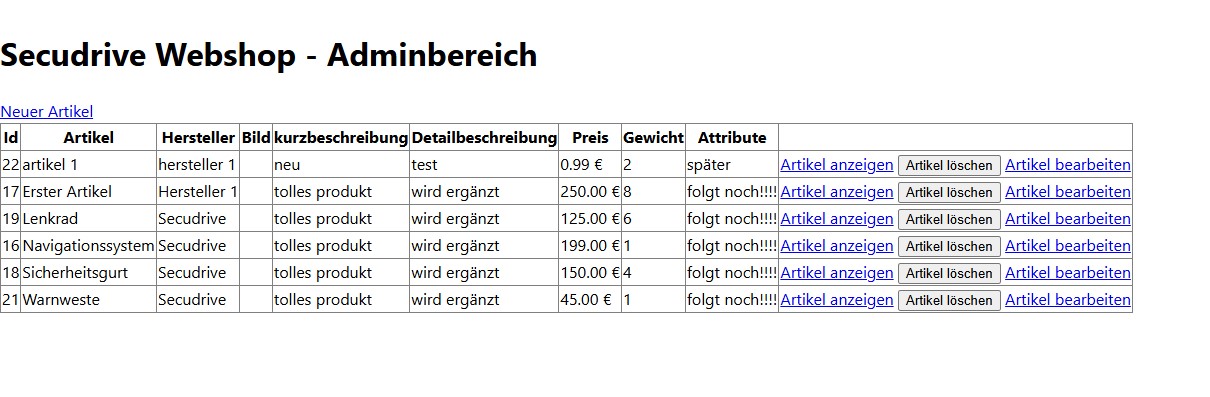 Secudrive Webshop - Adminbereich
Neuer Artikel
Id Artikel Hersteller Bild kurzbeschreibung Detailbeschreibung Preis Gewicht Attribute
22 artikel 1 hersteller 1 neu test 0.99 € 2 später Artikel anzeigen Artikel löschen Artikel bearbeiten
17 Erster Artikel Hersteller 1 tolles produkt wird ergänzt 250.00 € 8 folgt noch!!!! Artikel anzeigen Artikel löschen Artikel bearbeiten
19 Lenkrad Secudrive tolles produkt wird ergänzt 125.00 € 6 folgt noch!!!! Artikel anzeigen Artikel löschen Artikel bearbeiten
16 Navigationssystem Secudrive tolles produkt wird ergänzt 199.00 € 1 folgt noch!!!! Artikel anzeigen Artikel löschen Artikel bearbeiten
18 Sicherheitsgurt Secudrive tolles produkt wird ergänzt 150.00 € 4 folgt noch!!!! Artikel anzeigen Artikel löschen Artikel bearbeiten
21 Warnweste Secudrive tolles produkt wird ergänzt 45.00 € 1 folgt noch!!!! Artikel anzeigen Artikel löschen Artikel bearbeiten